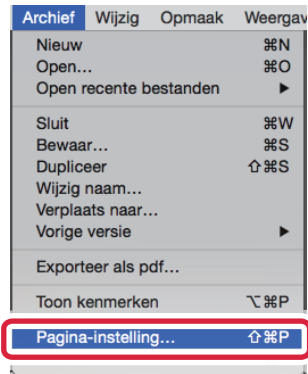 Archief Wijzig Opmaak Weergav
Nieuw ⌘N
Open... ⌘O
Open recente bestanden ▶
Sluit ⌘W
Bewaar... ⌘S
Dupliceer ⇧⌘S
Wijzig naam...
Verplaats naar...
Vorige versie ▶
Exporteer als pdf...
Toon kenmerken ⌥⌘P
Pagina-instelling... ⇧⌘P